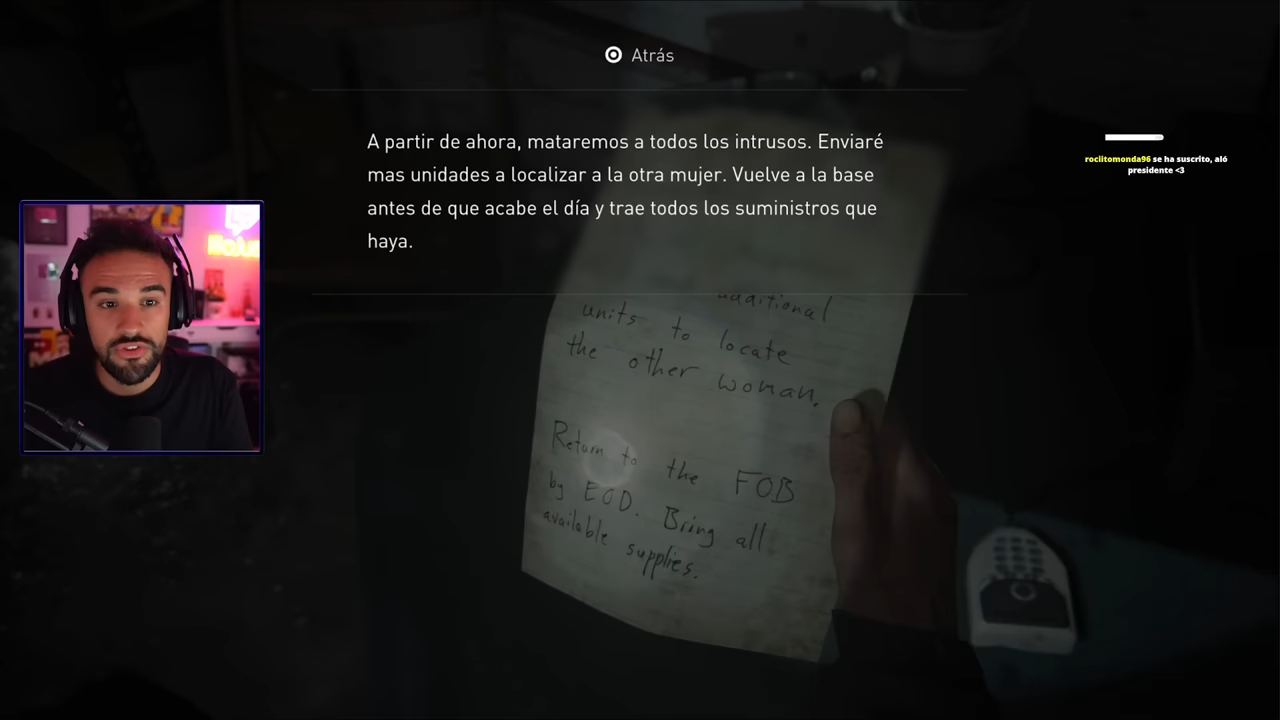 Atrás
A partir de ahora, mataremos a todos los intrusos. Enviaré
mas unidades a localizar a la otra mujer. Vuelve a la base
antes de que acabe el día y trae todos los suministros que
haya.
rociitomonda96 se ha suscrito, aló
presidente <3
additional
units to locate
the other woman.
Return to the FOB
by EOD. Bring all
available supplies.